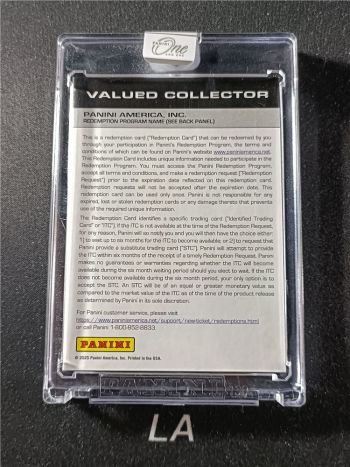 PANINI
One
ONE AND ONE
VALUED COLLECTOR
PANINI AMERICA, INC.
REDEMPTION PROGRAM NAME (SEE BACK PANEL)
This is a redemption card ("Redemption Card") that can be redeemed by you
through your participation in Panini's Redemption Program, the terms and
conditions of which can be found on Panini's website www.paniniamerica.net.
This Redemption Card includes unique information needed to participate in the
Redemption Program. You must access the Panini Redemption Program,
accept all terms and conditions, and make a redemption request ("Redemption
Request") prior to the expiration date reflected on this redemption card.
Redemption requests will not be accepted after the expiration date. This
redemption card can be used only once. Panini is not responsible for any
expired, lost or stolen redemption cards or any damage thereto that prevents
use of the required unique information.
The Redemption Card identifies a specific trading card ("Identified Trading
Card" or "ITC"). If the ITC is not available at the time of the Redemption Request,
for any reason, Panini will so notify you and you will then have the choice either
1) to wait up to six months for the ITC to become available; or 2) to request that
Panini provide a substitute trading card ("STC"). Panini will attempt to provide
the ITC within six months of the receipt of a timely Redemption Request. Panini
makes no guarantees or warranties regarding whether the ITC will become
available during the six month waiting period should you elect to wait. If the ITC
does not become available during the six month period, your only option is to
accept the STC. An STC will be of an equal or greater monetary value as
compared to the market value of the ITC as of the time of the product release
as determined by Panini in its sole discretion.
For Panini customer service, please visit
https://www.paniniamerica.net/support/newticket/redemptions.html
or call Panini 1-800-852-8833.
PANINI
© 2025 Panini America, Inc. Printed in the USA.
PANINI
LA